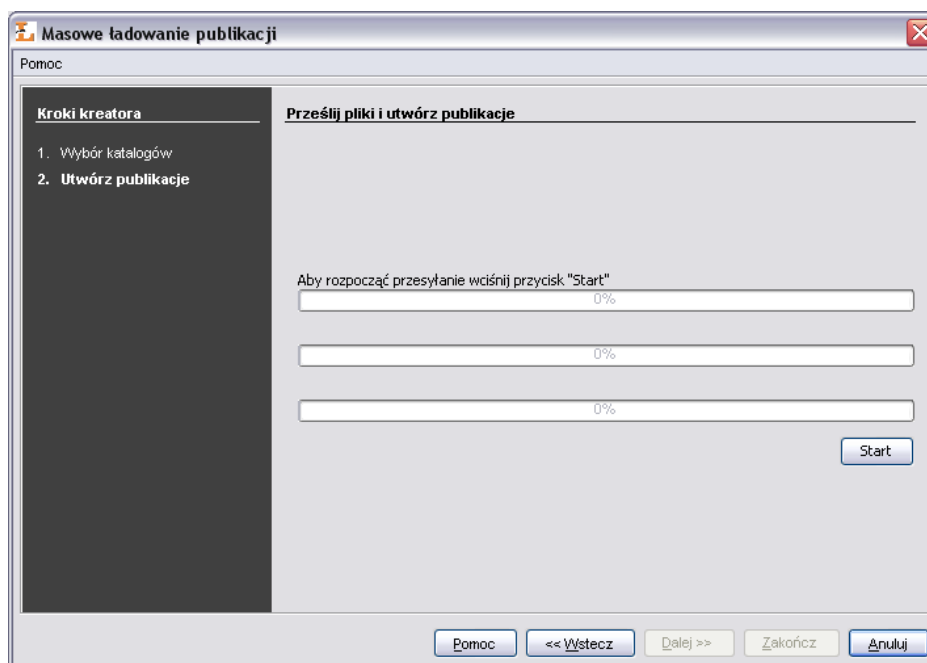 Masowe ładowanie publikacji
Pomoc
Kroki kreatora
1. Wybór katalogów
2. Utwórz publikacje
Prześlij pliki i utwórz publikacje
Aby rozpocząć przesyłanie wciśnij przycisk "Start"
0%
0%
0%
Start
Pomoc
<< Wstecz
Dalej >>
Zakończ
Anuluj